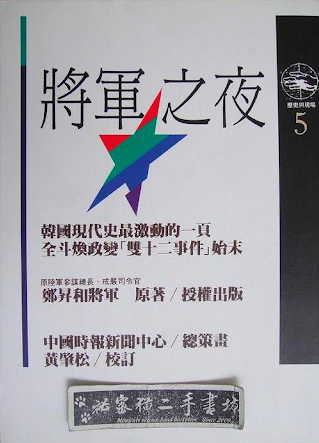 將軍之夜
歷史與現場
5
韓國現代史最激動的一頁
全斗煥政變「雙十二事件」始末
原陸軍參謀總長、戒嚴司令官
鄭昇和將軍 原著/授權出版
中國時報新聞中心/總策畫
黃肇松/校訂
家貓二手書坊